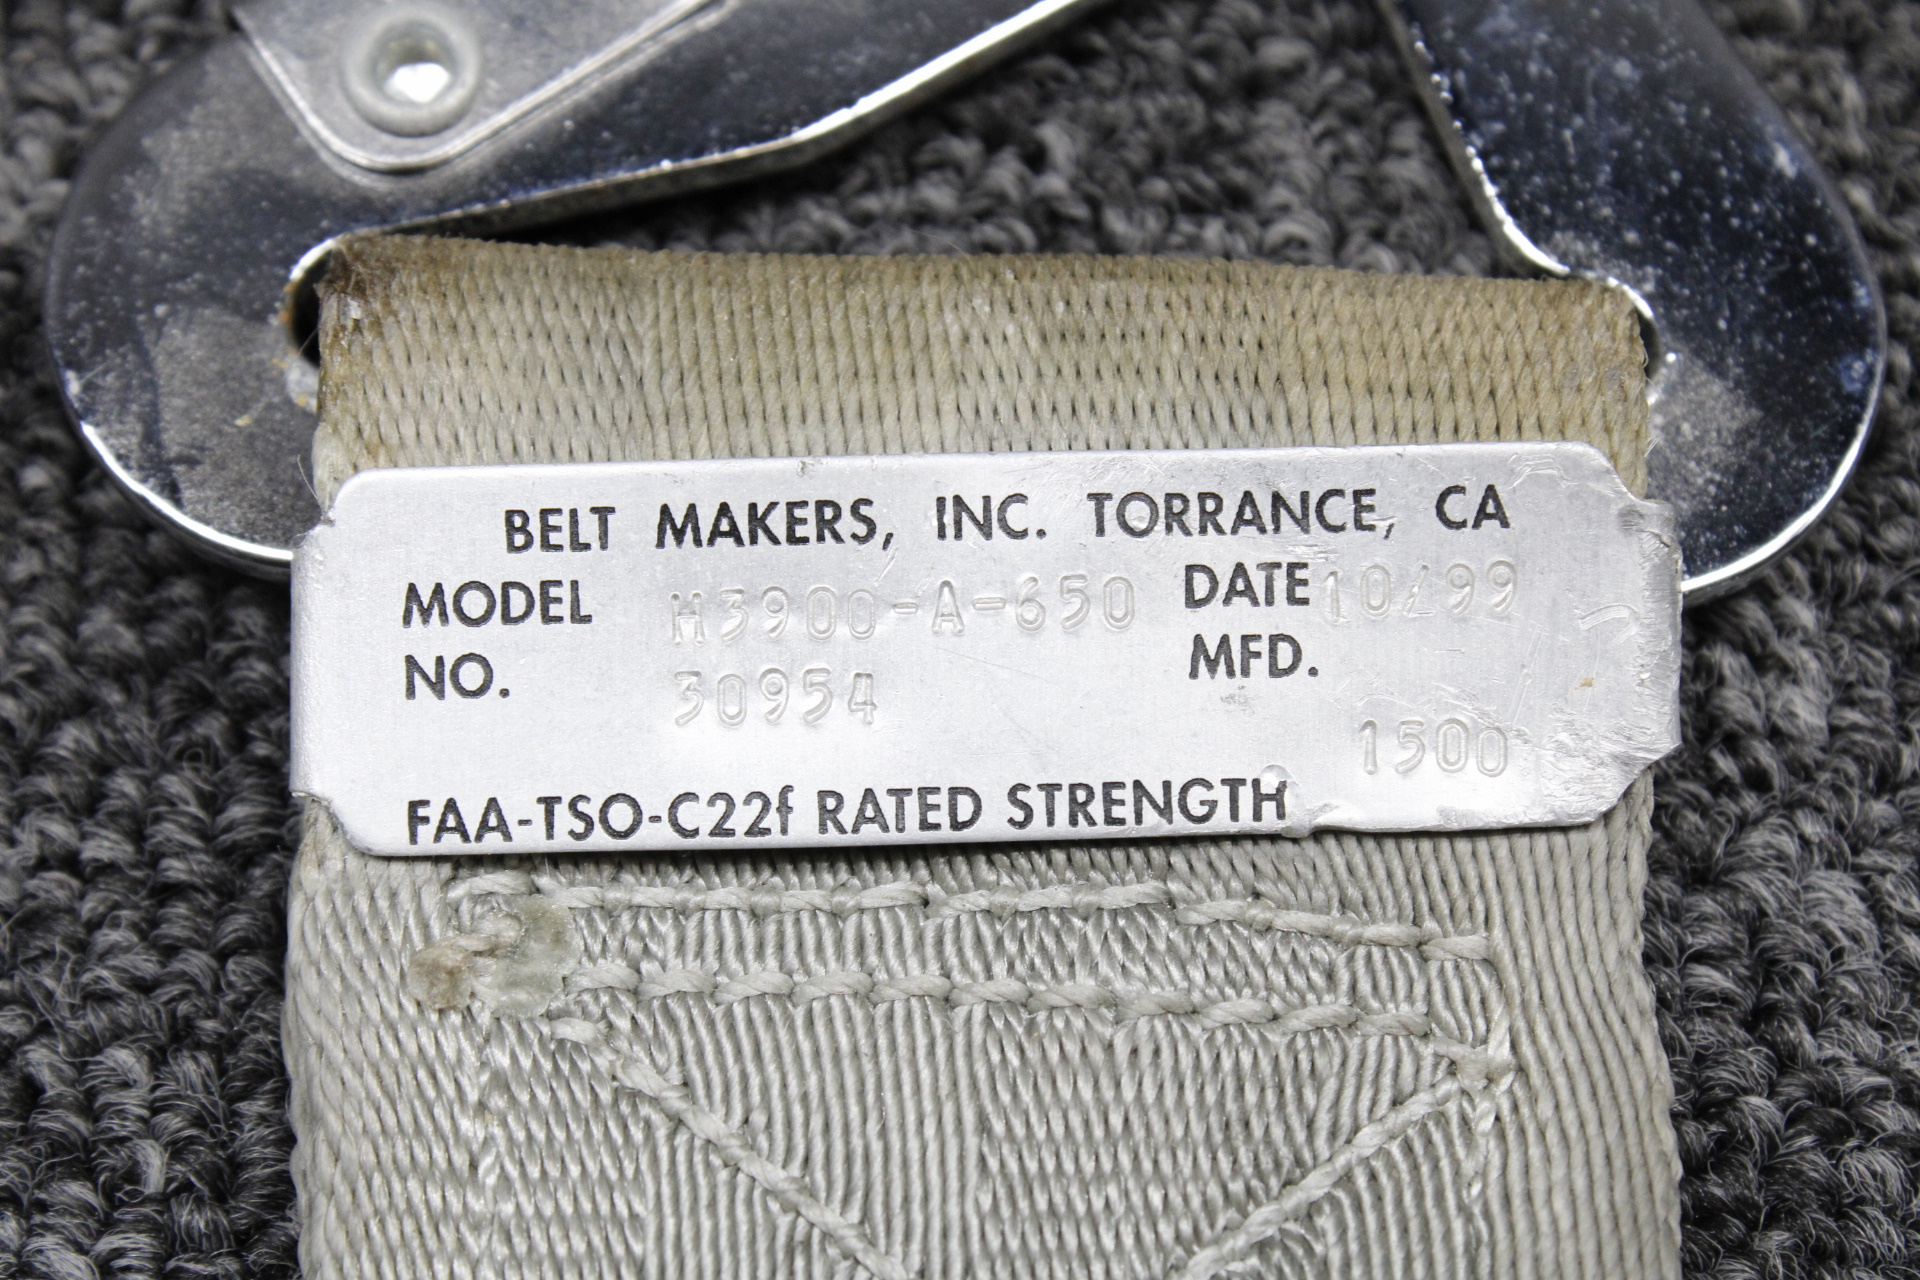 BELT MAKERS, INC. TORRANCE, CA
MODEL H3900-A-650 DATE 10/99
NO. 30954 MFD.
1500
FAA-TSO-C22f RATED STRENGTH